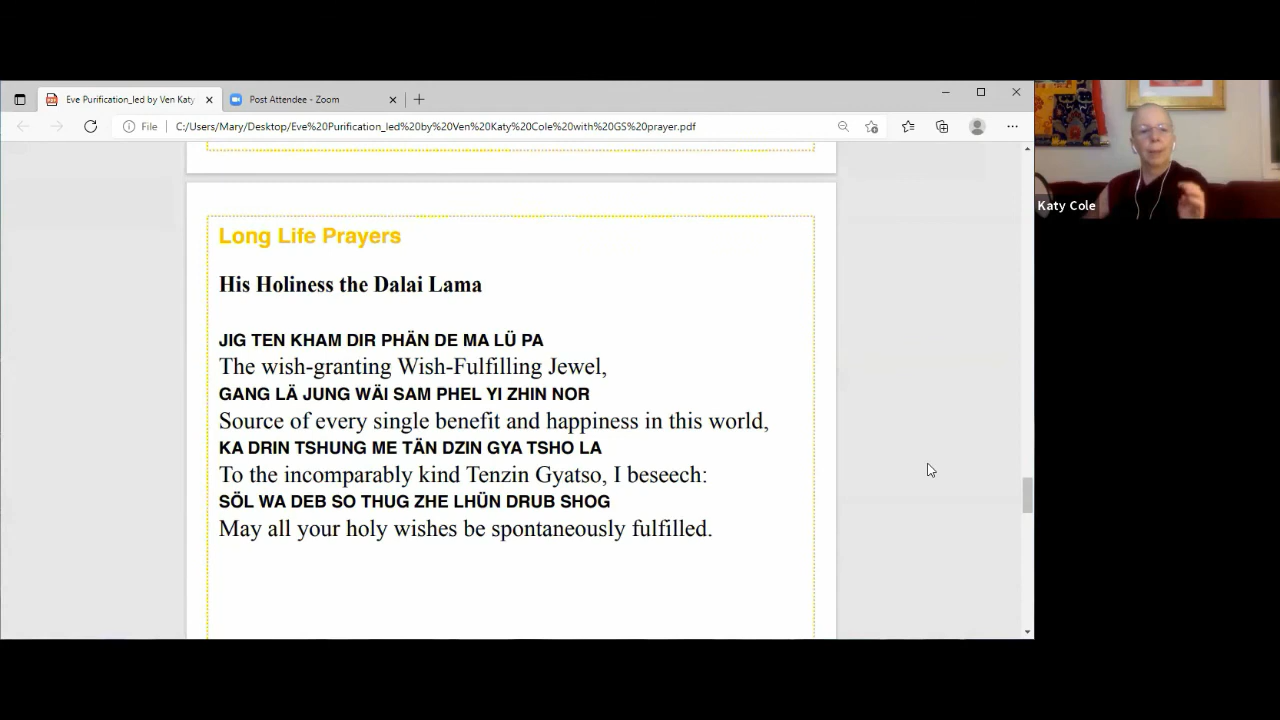 Eve Purification_led by Ven Katy
Post Attendee - Zoom
File
C:/Users/Mary/Desktop/Eve%20Purification_led%20by%20Ven%20Katy%20Cole%20with%20GS%20prayer.pdf
Katy Cole
Long Life Prayers
His Holiness the Dalai Lama
JIG TEN KHAM DIR PHÄN DE MA LÜ PA
The wish-granting Wish-Fulfilling Jewel,
GANG LÄ JUNG WÄI SAM PHEL YI ZHIN NOR
Source of every single benefit and happiness in this world,
KA DRIN TSHUNG ME TÄN DZIN GYA TSHO LA
To the incomparably kind Tenzin Gyatso, I beseech:
SÖL WA DEB SO THUG ZHE LHÜN DRUB SHOG
May all your holy wishes be spontaneously fulfilled.